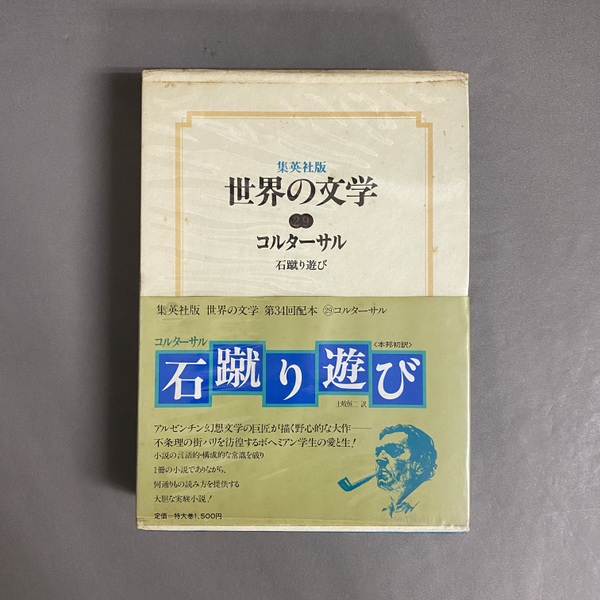 集英社版
世界の文学
29
コルターサル
石蹴り遊び
集英社版 世界の文学 第34回配本 ㉙コルターサル
コルターサル
〈本邦初訳〉
石蹴り遊び
土岐恒二 訳
アルゼンチン幻想文学の巨匠が描く野心的な大作——
不条理の街パリを彷徨するボヘミアン学生の愛と生!
小説の言語的・構成的な常識を破り
1冊の小説でありながら、
何通りもの読み方を提供する
大胆な実験小説!
定価=特大巻1,500円